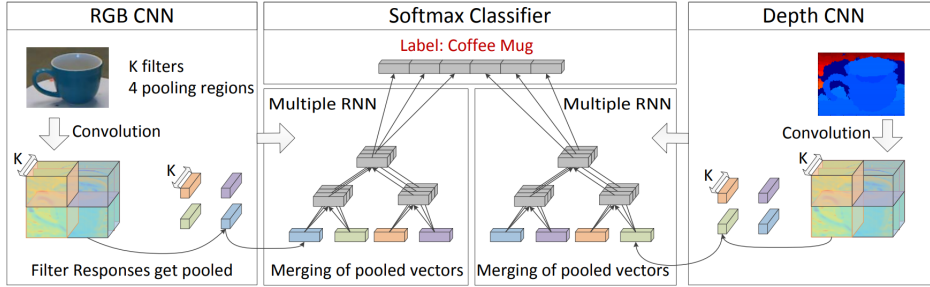 RGB CNN
Softmax Classifier
Depth CNN
Label: Coffee Mug
K filters
4 pooling regions
Convolution
K
K
Filter Responses get pooled
Multiple RNN
Merging of pooled vectors
Multiple RNN
Merging of pooled vectors
Convolution
K
K